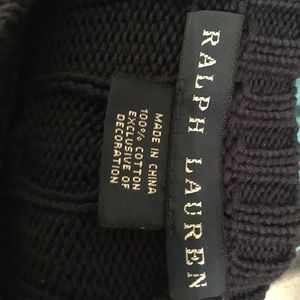 RALPH LAUREN
MADE IN CHINA
100% COTTON
EXCLUSIVE OF
DECORATION